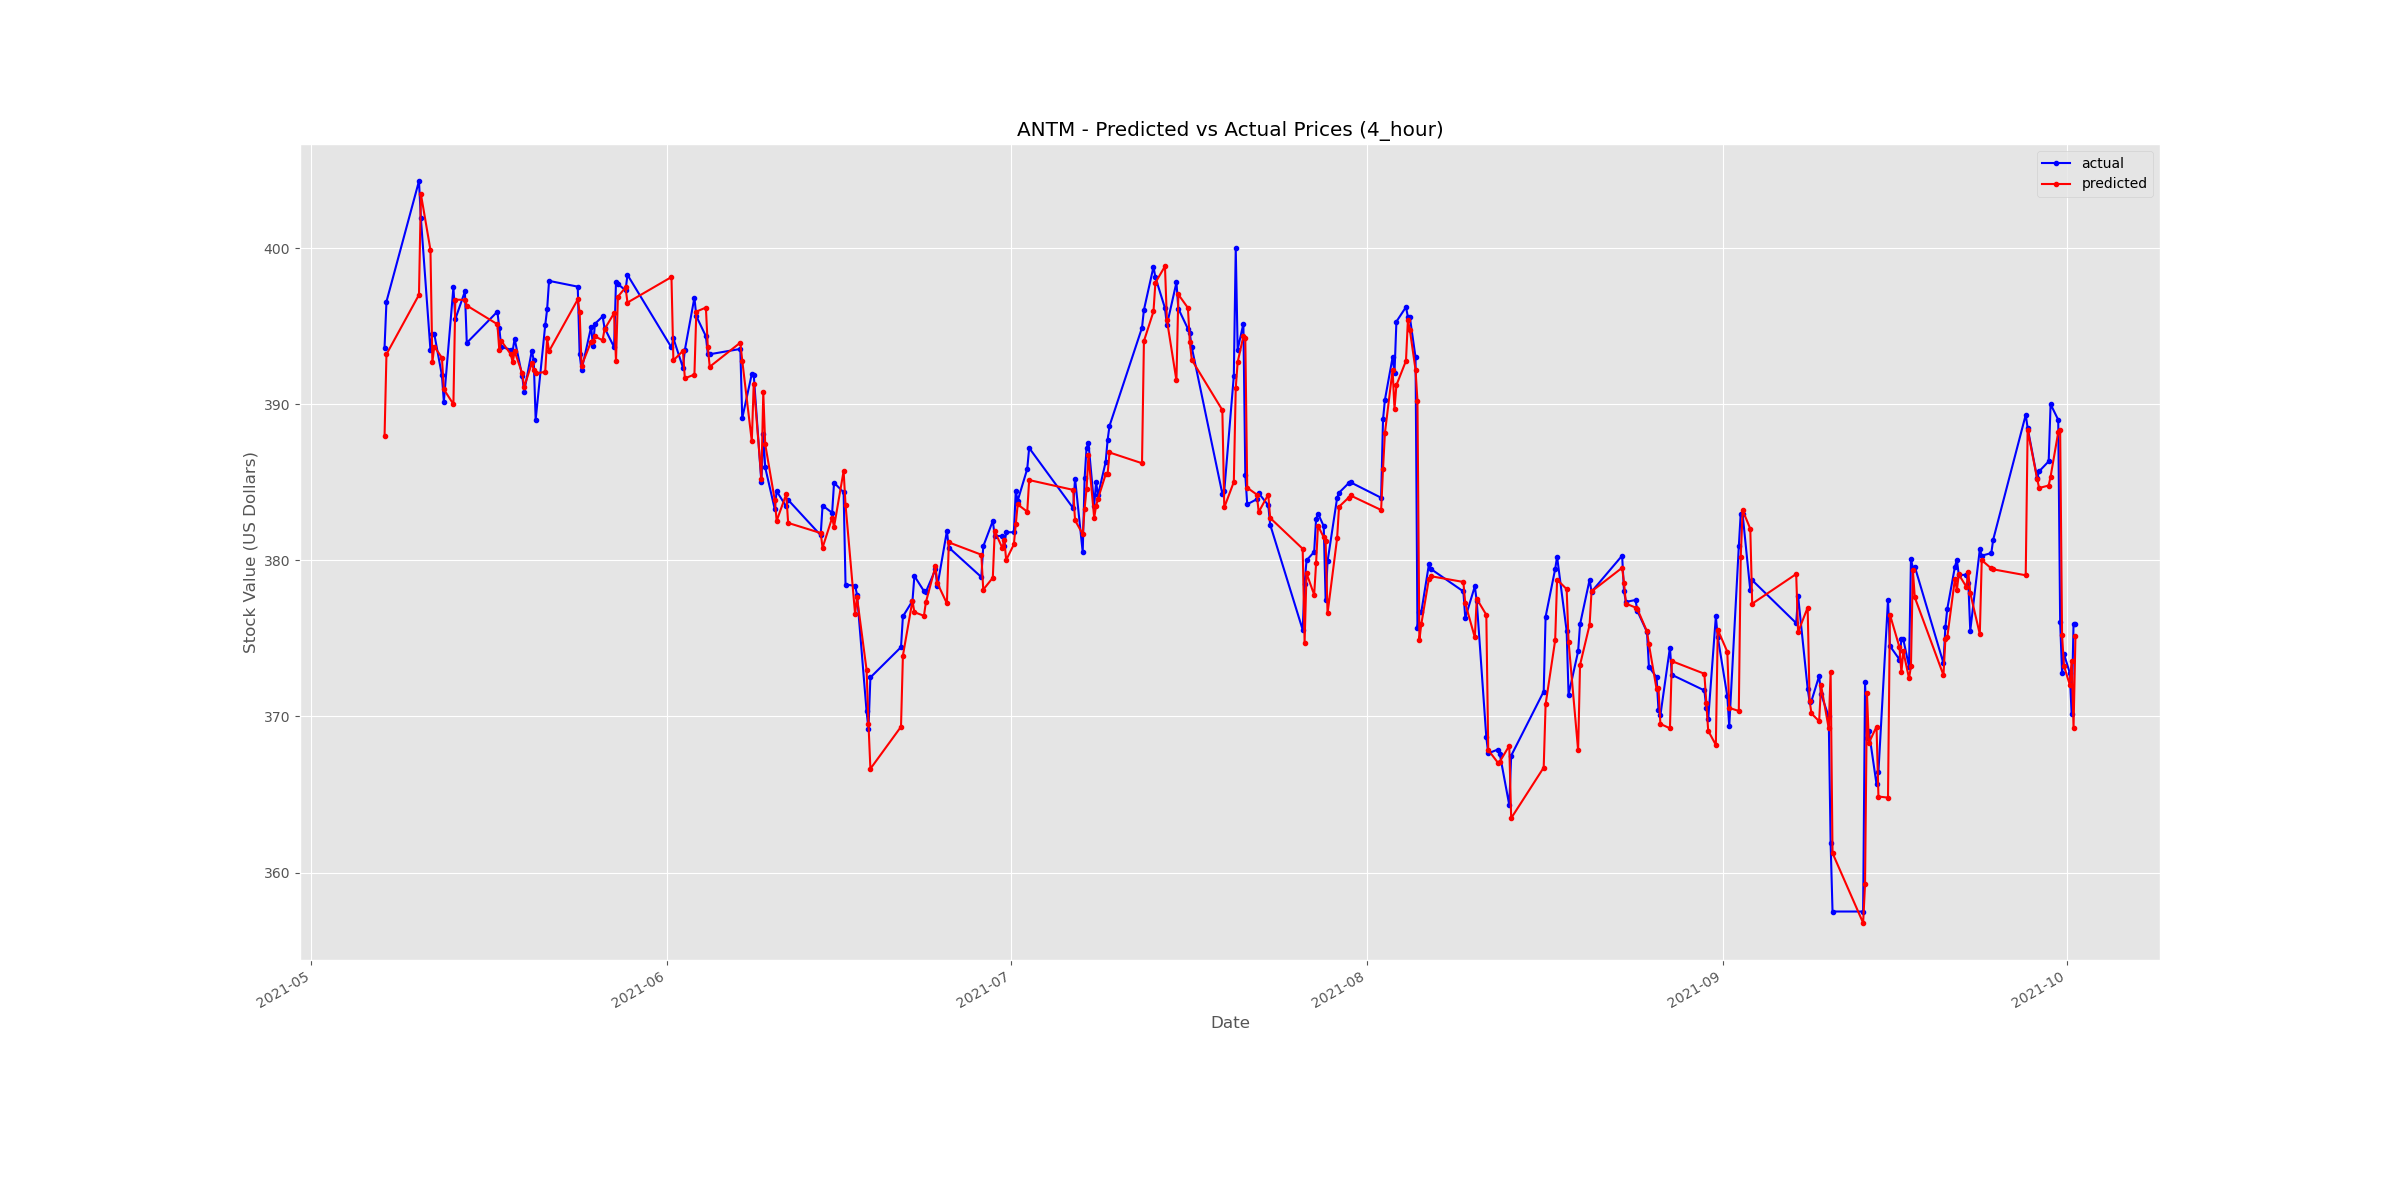 ANTM - Predicted vs Actual Prices (4_hour)
actual
predicted
Stock Value (US Dollars)
400
390
380
370
360
2021-05
2021-06
2021-07
2021-08
2021-09
2021-10
Date